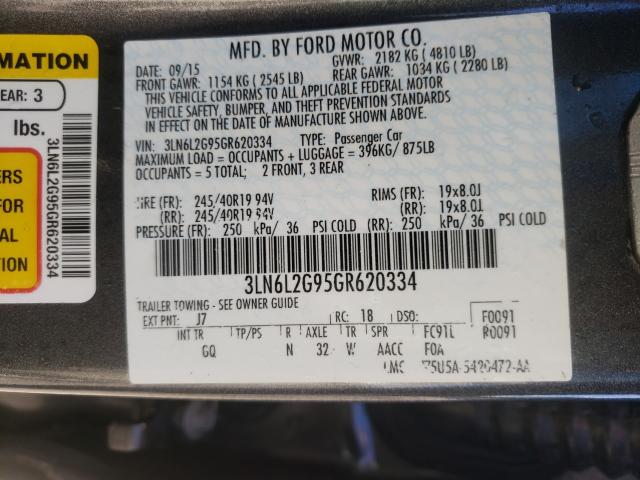 MFD. BY FORD MOTOR CO.
DATE: 09/15 GVWR: 2182 KG ( 4810 LB)
FRONT GAWR: 1154 KG ( 2545 LB) REAR GAWR: 1034 KG ( 2280 LB)
THIS VEHICLE CONFORMS TO ALL APPLICABLE FEDERAL MOTOR
VEHICLE SAFETY, BUMPER, AND THEFT PREVENTION STANDARDS
IN EFFECT ON THE DATE OF MANUFACTURE SHOWN ABOVE.
VIN: 3LN6L2G95GR620334 TYPE: Passenger Car
MAXIMUM LOAD = OCCUPANTS + LUGGAGE = 396KG/ 875LB
OCCUPANTS = 5 TOTAL; 2 FRONT, 3 REAR
TIRE (FR): 245/40R19 94V RIMS (FR): 19x8.0J
(RR): 245/40R19 94V (RR): 19x8.0J
PRESSURE (FR): 250 kPa/ 36 PSI COLD (RR): 250 kPa/ 36 PSI COLD
3LN6L2G95GR620334
TRAILER TOWING - SEE OWNER GUIDE
EXT PNT: J7 RC: 18 DSO: F0091
INT TR TP/PS R AXLE TR SPR FC91L R0091
GQ N 32 W AACC FOA
MATION
EAR: 3
lbs.
ERS
FOR
AL
TION
3LN6L2G95GR620334